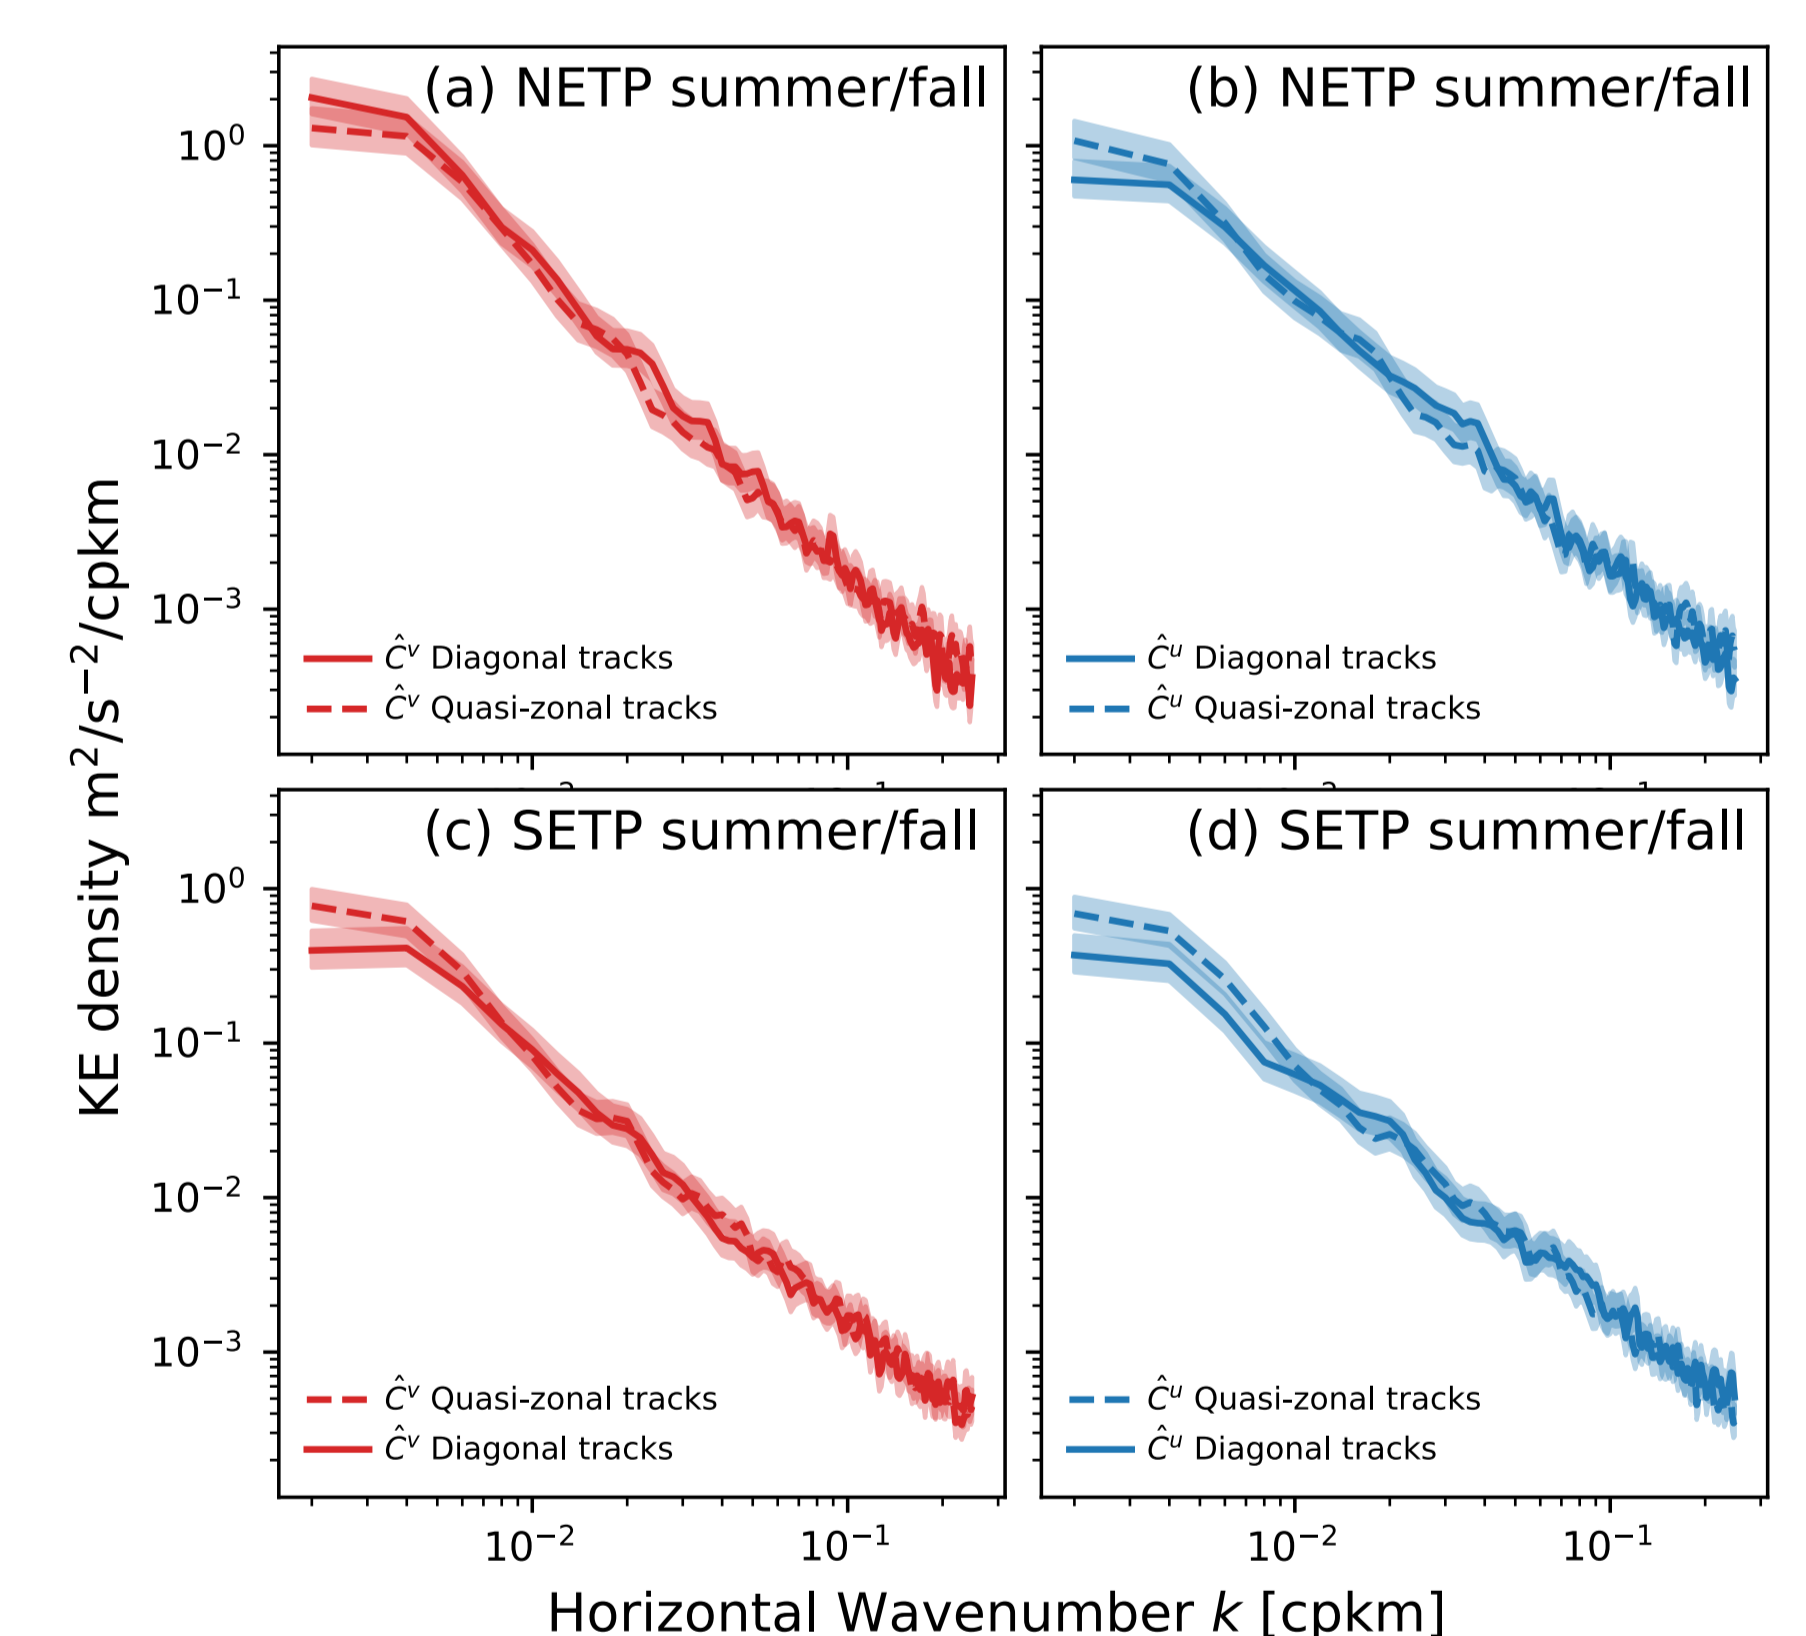 (a) NETP summer/fall
(b) NETP summer/fall
10⁰
10⁻¹
10⁻²
10⁻³
Ĉᵛ Diagonal tracks
Ĉᵛ Quasi-zonal tracks
Ĉᵘ Diagonal tracks
Ĉᵘ Quasi-zonal tracks
KE density m²/s⁻²/cpkm
(c) SETP summer/fall
(d) SETP summer/fall
10⁰
10⁻¹
10⁻²
10⁻³
Ĉᵛ Quasi-zonal tracks
Ĉᵛ Diagonal tracks
Ĉᵘ Quasi-zonal tracks
Ĉᵘ Diagonal tracks
10⁻² 10⁻¹ 10⁻² 10⁻¹
Horizontal Wavenumber k [cpkm]